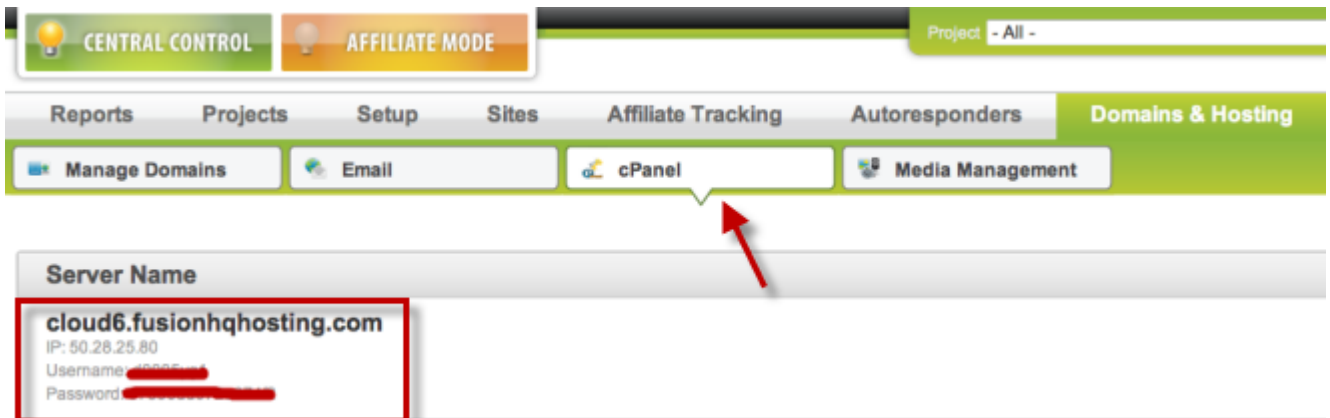 CENTRAL CONTROL AFFILIATE MODE Project - All -
Reports Projects Setup Sites Affiliate Tracking Autoresponders Domains & Hosting
Manage Domains Email cPanel Media Management
Server Name
cloud6.fusionhqhosting.com
IP: 50.28.25.80
Username:
Password: